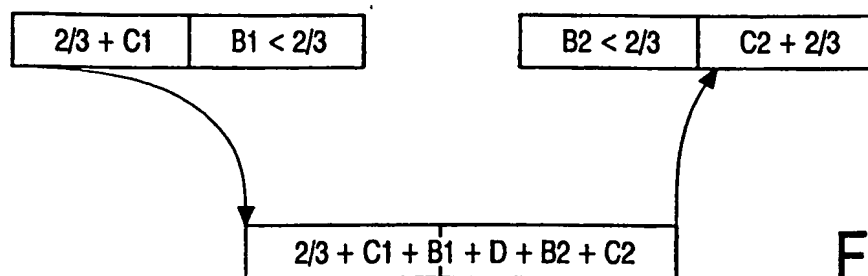 2/3 + C1 B1 < 2/3 B2 < 2/3 C2 + 2/3
2/3 + C1 + B1 + D + B2 + C2
F